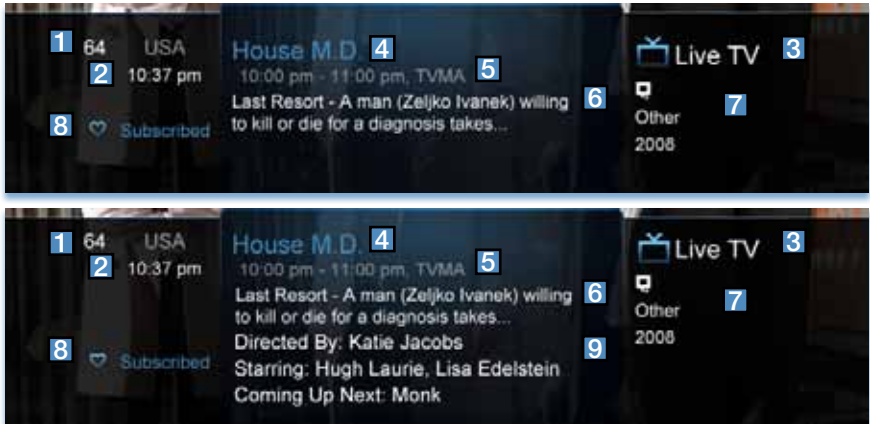 1 64 USA
2 10:37 pm
8 Subscribed
House M.D. 4
10:00 pm - 11:00 pm, TVMA 5
Last Resort - A man (Zeljko Ivanek) willing 6
to kill or die for a diagnosis takes...
Live TV 3
Other 7
2008
1 64 USA
2 10:37 pm
8 Subscribed
House M.D. 4
10:00 pm - 11:00 pm, TVMA 5
Last Resort - A man (Zeljko Ivanek) willing 6
to kill or die for a diagnosis takes...
Directed By: Katie Jacobs 9
Starring: Hugh Laurie, Lisa Edelstein
Coming Up Next: Monk
Live TV 3
7
Other
2008